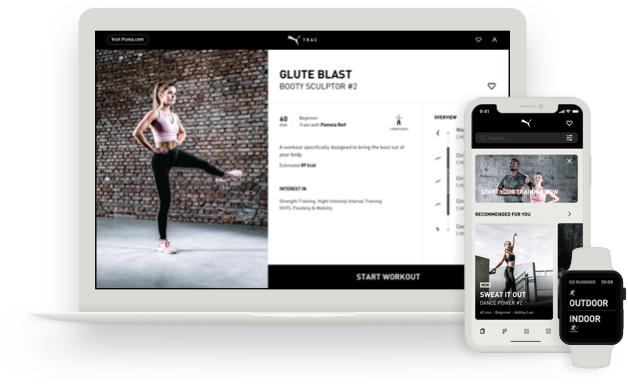 Visit Puma.com
TRAC
GLUTE BLAST
BOOTY SCULPTOR #2
60
min
Beginner
Train with Pamela Reif
LOWER BODY
OVERVIEW
A workout specifically designed to bring the best out of
your body.
Estimated 89 kcal
INTEREST IN
Strength Training, High Intensity Interval Training
(HIIT), Flexibility & Mobility
START WORKOUT
9:41
Search
START YOUR TRAINING NOW
RECOMMENDED FOR YOU
NEW
SWEAT IT OUT
DANCE POWER #2
60 min - Beginner - Ashley Lee
GO RUNNING 10:09
OUTDOOR
INDOOR